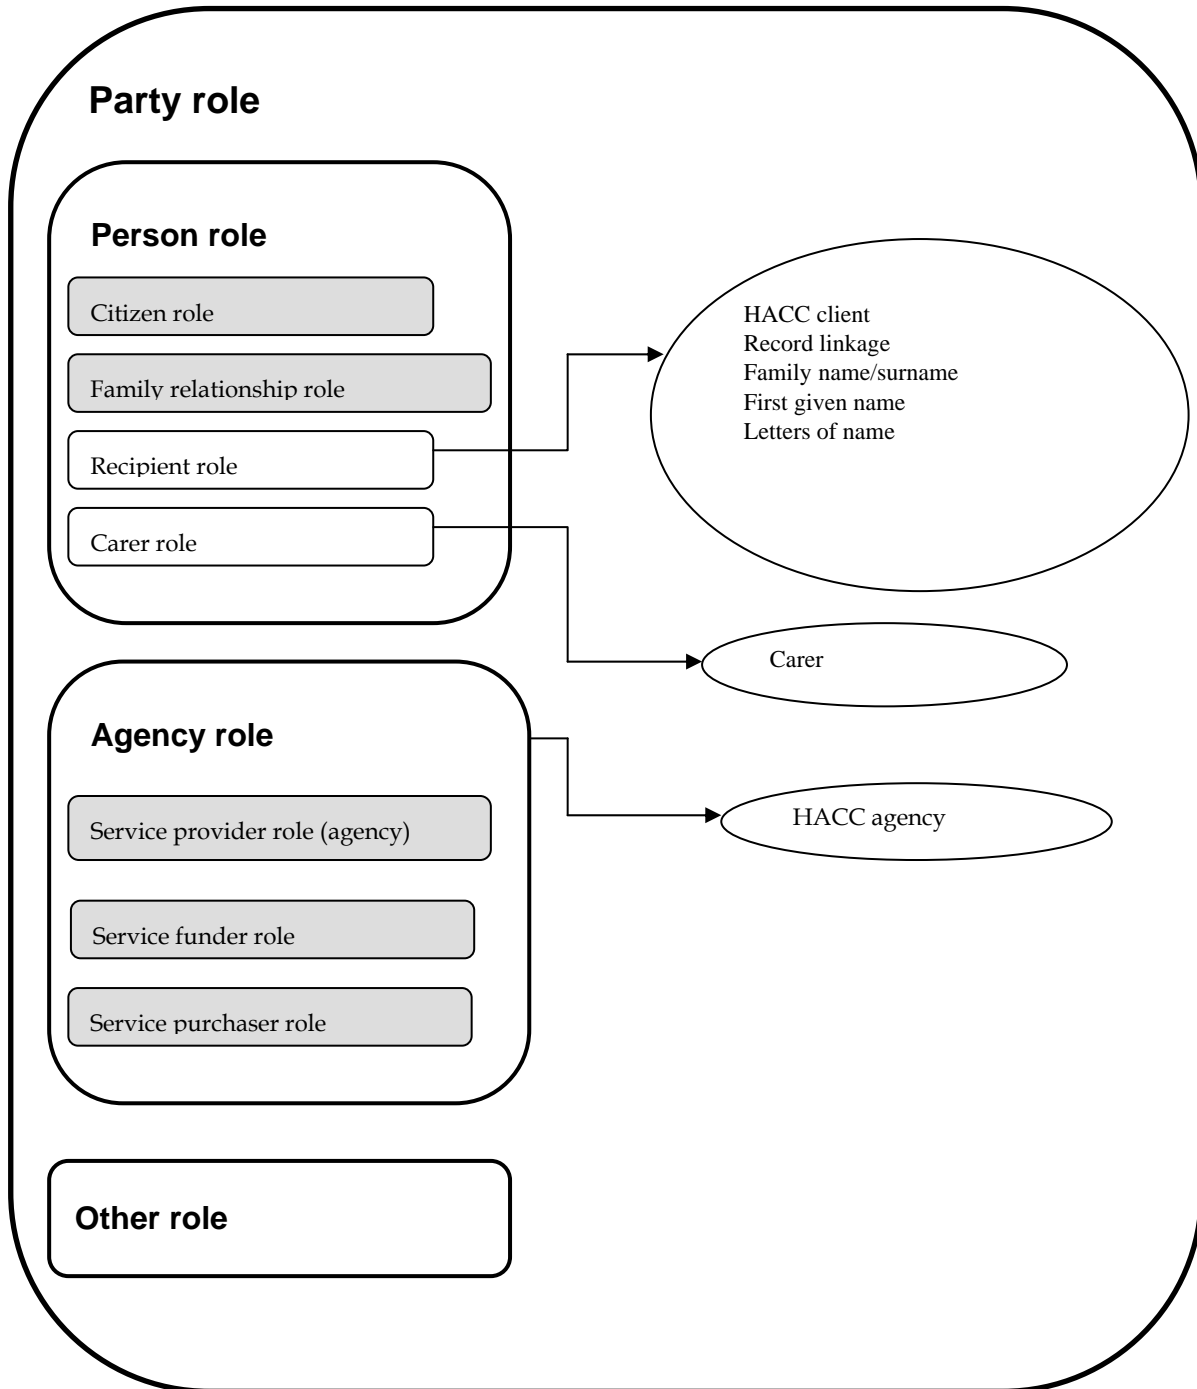 Party role
Person role
Citizen role
Family relationship role
Recipient role
Carer role
HACC client
Record linkage
Family name/surname
First given name
Letters of name
Carer
Agency role
Service provider role (agency)
Service funder role
Service purchaser role
HACC agency
Other role